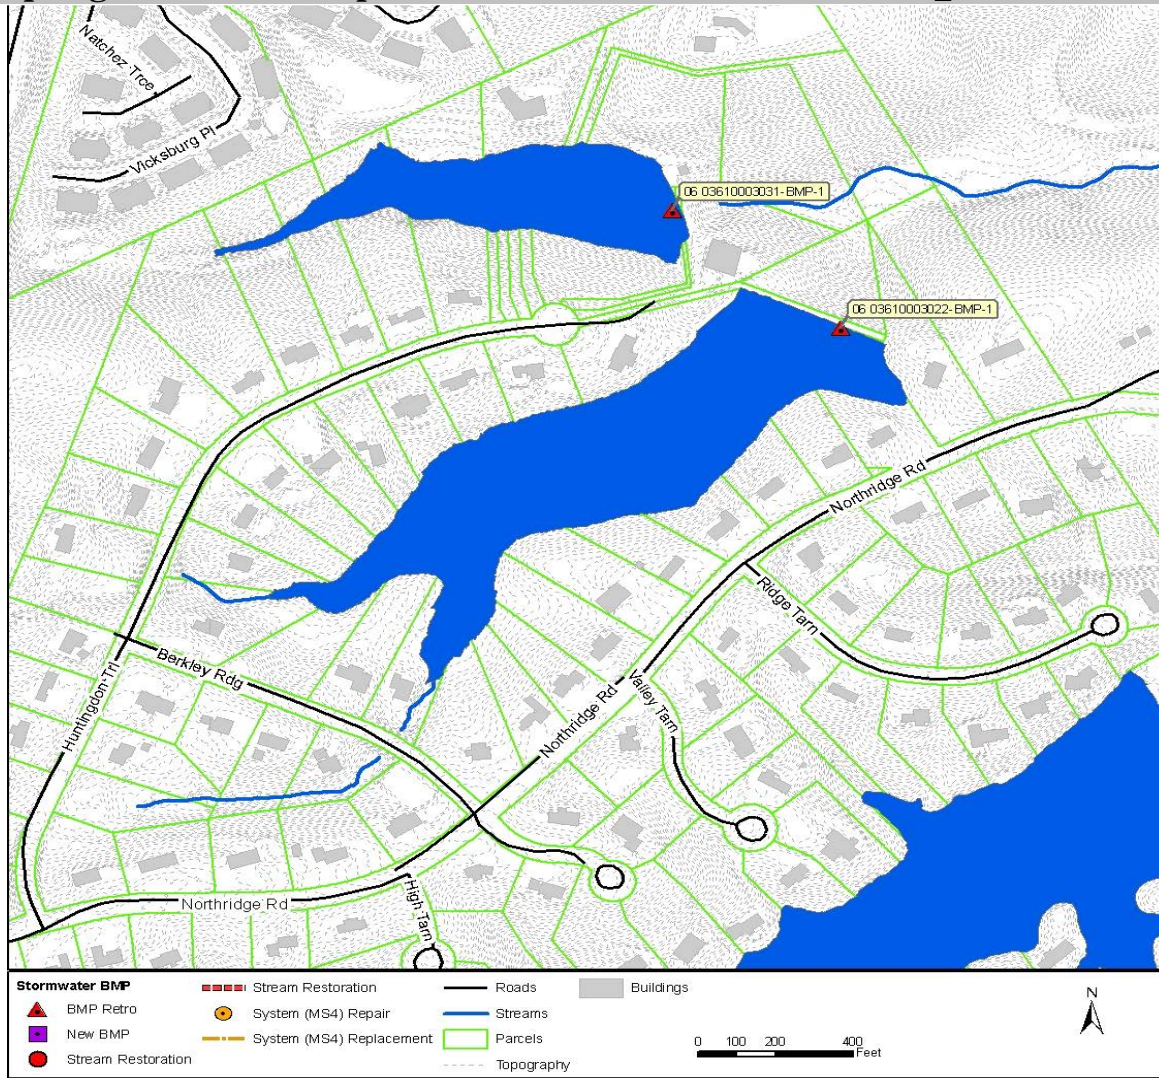 Natchez Trce
Vicksburg Pl
06 03610003031-BMP-1
06 03610003022-BMP-1
Northridge Rd
Ridge Tarn
Berkley Rdg
Huntingdon Trl
Valley Tarn
Northridge Rd
Northridge Rd
High Tarn
Stormwater BMP
BMP Retro
New BMP
Stream Restoration
Stream Restoration
System (MS4) Repair
System (MS4) Replacement
Roads
Streams
Parcels
Topography
Buildings
N
0 100 200 400
Feet